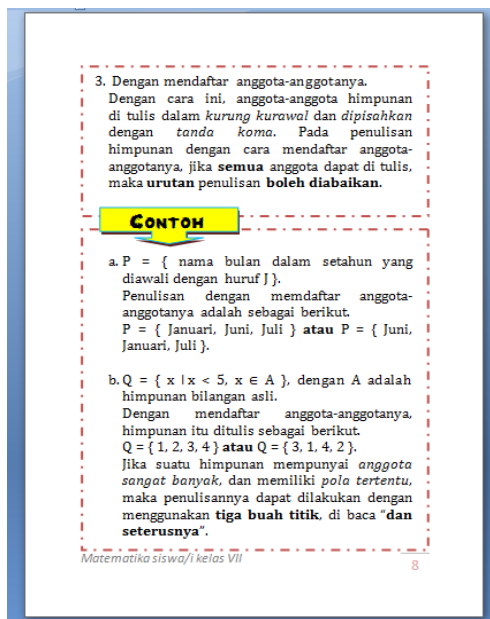 3. Dengan mendaftar anggota-anggotanya.
Dengan cara ini, anggota-anggota himpunan
di tulis dalam kurung kurawal dan dipisahkan
dengan tanda koma. Pada penulisan
himpunan dengan cara mendaftar anggota-
anggotanya, jika semua anggota dapat di tulis,
maka urutan penulisan boleh diabaikan.
CONTOH
a. P = { nama bulan dalam setahun yang
diawali dengan huruf J }.
Penulisan dengan memdaftar anggota-
anggotanya adalah sebagai berikut.
P = { Januari, Juni, Juli } atau P = { Juni,
Januari, Juli }.
b. Q = { x | x < 5, x ∈ A }, dengan A adalah
himpunan bilangan asli.
Dengan mendaftar anggota-anggotanya,
himpunan itu ditulis sebagai berikut.
Q = { 1, 2, 3, 4 } atau Q = { 3, 1, 4, 2 }.
Jika suatu himpunan mempunyai anggota
sangat banyak, dan memiliki pola tertentu,
maka penulisannya dapat dilakukan dengan
menggunakan tiga buah titik, di baca "dan
seterusnya".
Matematika siswa/i kelas VII
8